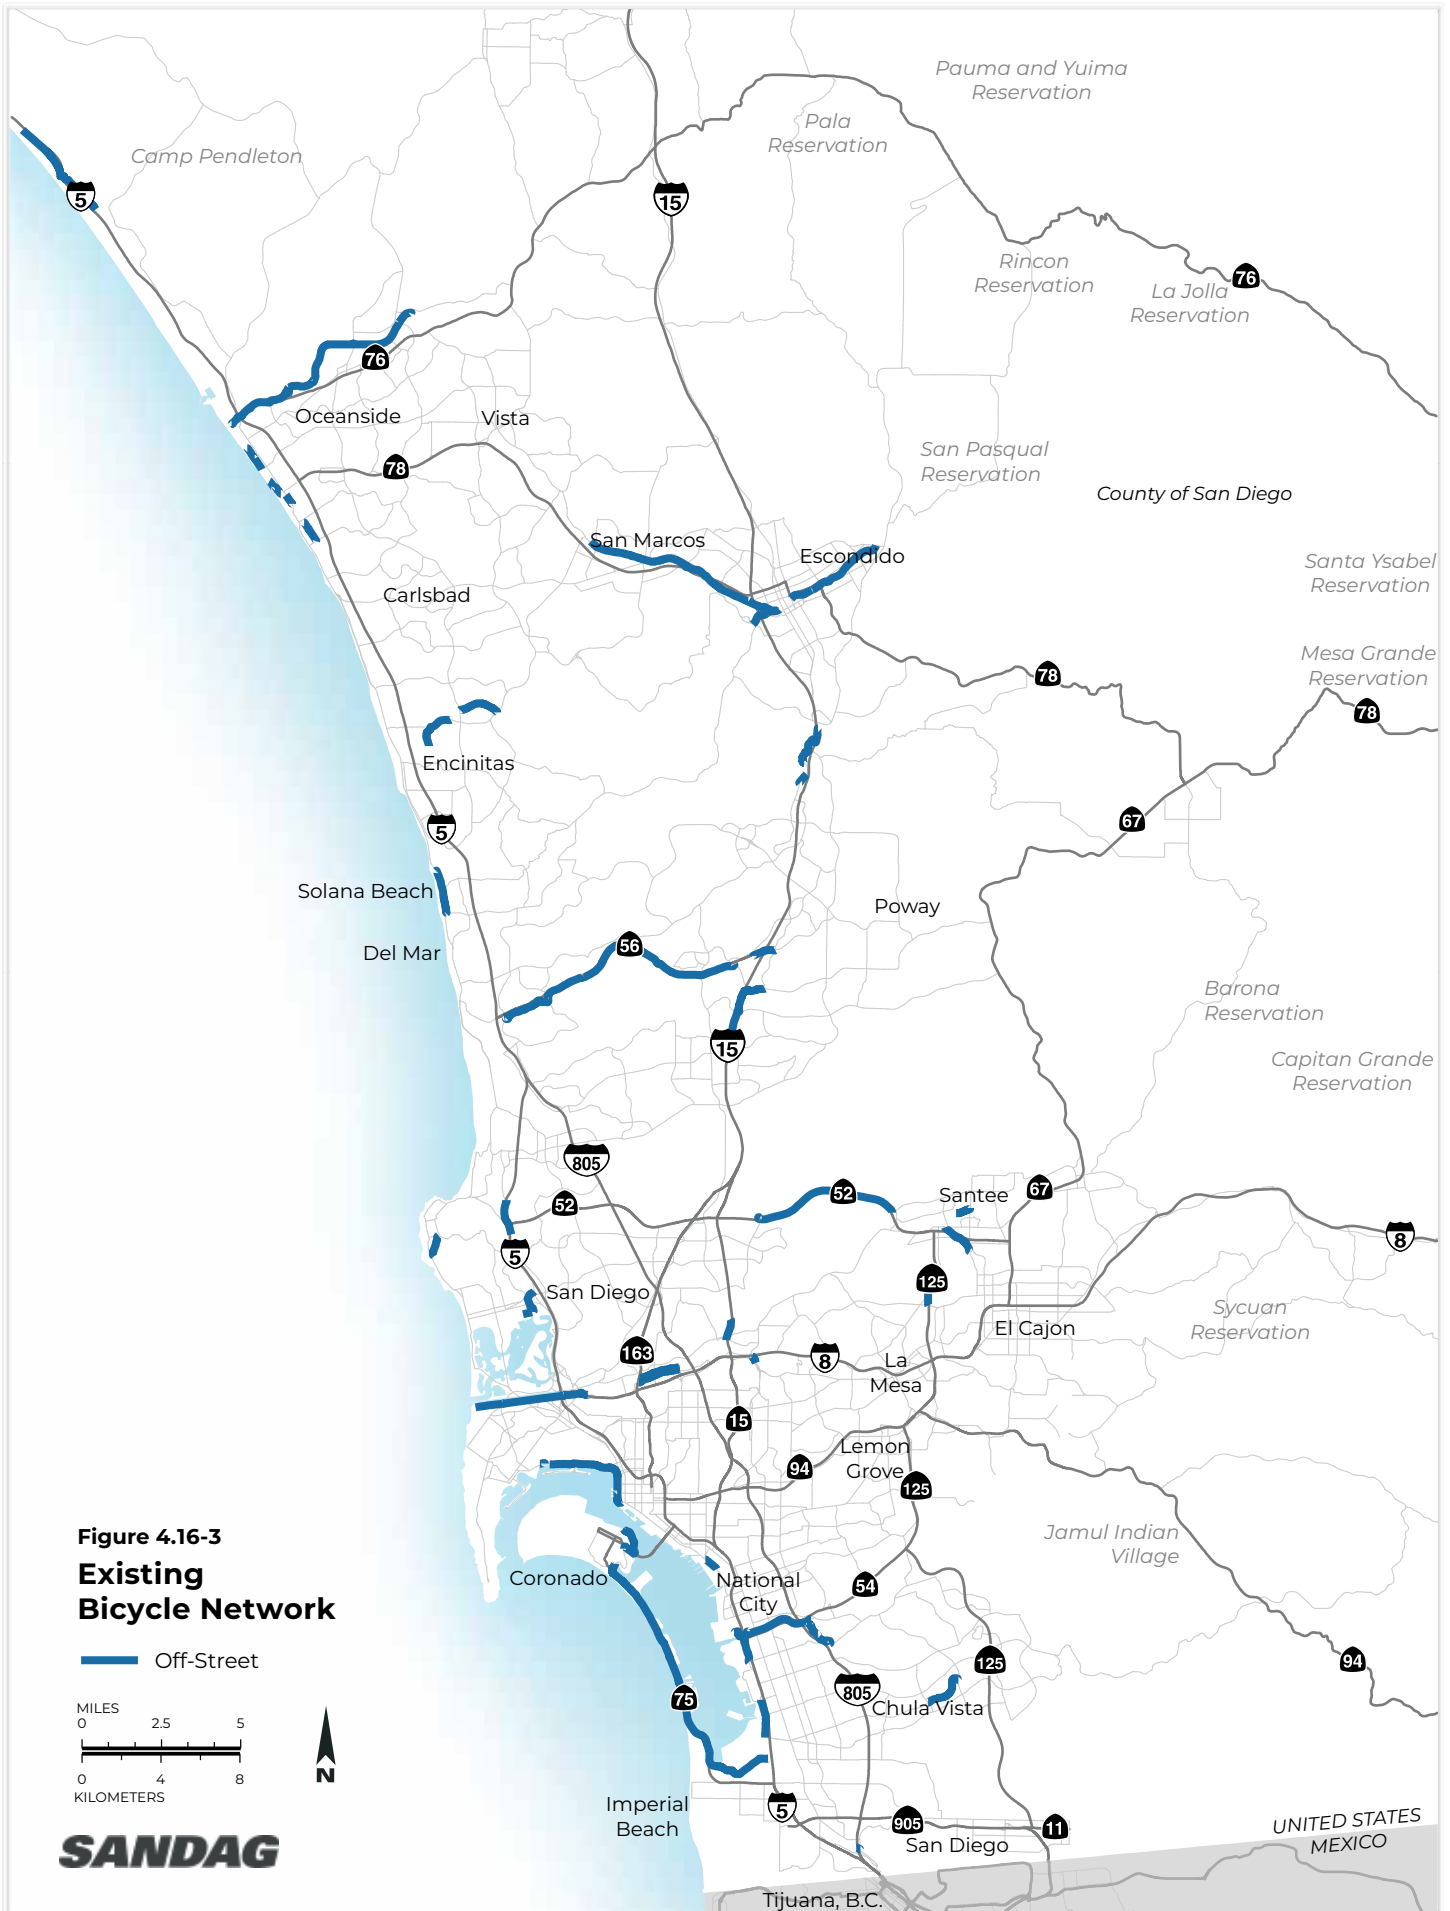 Pauma and Yuima
Reservation
Pala
Reservation
Camp Pendleton
5
15
Rincon
Reservation
La Jolla
Reservation
76
76
Oceanside
Vista
78
San Pasqual
Reservation
County of San Diego
San Marcos
Escondido
Santa Ysabel
Reservation
Carlsbad
Mesa Grande
Reservation
78
78
Encinitas
5
67
Solana Beach
Poway
Del Mar
56
Barona
Reservation
15
Capitan Grande
Reservation
805
52
52
Santee
67
5
8
San Diego
125
Sycuan
Reservation
El Cajon
163
8
La
Mesa
15
Lemon
Grove
94
125
Jamul Indian
Village
Figure 4.16-3
Existing
Bicycle Network
Off-Street
Coronado
National
City
54
125
94
75
805
Chula Vista
MILES
0 2.5 5
0 4 8
KILOMETERS
N
Imperial
Beach
5
905
11
San Diego
UNITED STATES
MEXICO
SANDAG
Tijuana, B.C.